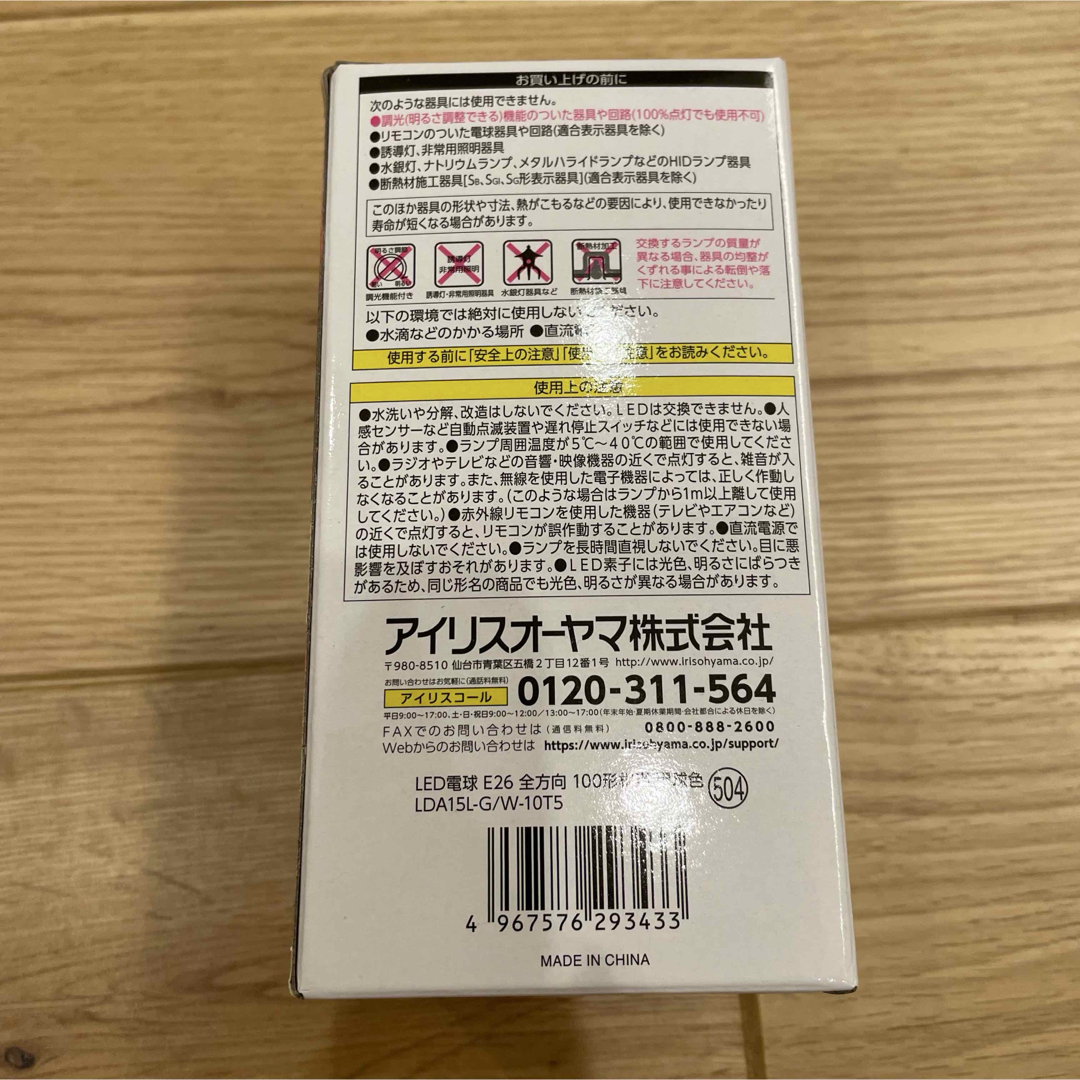 お買い上げの前に
次のような器具には使用できません。
●調光(明るさ調整できる)機能のついた器具や回路(100%点灯でも使用不可)
●リモコンのついた電球器具や回路(適合表示器具を除く)
●誘導灯、非常用照明器具
●水銀灯、ナトリウムランプ、メタルハライドランプなどのHIDランプ器具
●断熱材施工器具[SB、SGI、SG形表示器具](適合表示器具を除く)
このほか器具の形状や寸法、熱がこもるなどの要因により、使用できなかったり
寿命が短くなる場合があります。
明るさ調整
暗い 明るい
調光機能付き
誘導灯
非常用照明
誘導灯・非常用照明器具
水銀灯器具など
断熱材加工
断熱材施工器具
交換するランプの質量が
異なる場合、器具の均整が
くずれる事による転倒や落
下に注意してください。
以下の環境では絶対に使用しないでください。
●水滴などのかかる場所 ●直流
使用する前に「安全上の注意」「使 意」をお読みください。
使用上の注意
●水洗いや分解、改造はしないでください。LEDは交換できません。●人
感センサーなど自動点滅装置や遅れ停止スイッチなどには使用できない場
合があります。●ランプ周囲温度が5℃〜40℃の範囲で使用してくださ
い。●ラジオやテレビなどの音響・映像機器の近くで点灯すると、雑音が入
ることがあります。また、無線を使用した電子機器によっては、正しく作動し
なくなることがあります。(このような場合はランプから1m以上離して使用
してください。)●赤外線リモコンを使用した機器(テレビやエアコンなど)
の近くで点灯すると、リモコンが誤作動することがあります。●直流電源で
は使用しないでください。●ランプを長時間直視しないでください。目に悪
影響を及ぼすおそれがあります。●LED素子には光色、明るさにばらつき
があるため、同じ形名の商品でも光色、明るさが異なる場合があります。
アイリスオーヤマ株式会社
〒980-8510 仙台市青葉区五橋2丁目12番1号 http://www.irisohyama.co.jp/
お問い合わせはお気軽に(通話料無料)
アイリスコール 0120-311-564
平日9:00〜17:00、土・日・祝日9:00〜12:00/13:00〜17:00(年末年始・夏期休業期間・会社都合による休日を除く)
FAXでのお問い合わせは(通信料無料) 0800-888-2600
Webからのお問い合わせは https://www.irisohyama.co.jp/support/
LED電球 E26 全方向 100形 球色 504
LDA15L-G/W-10T5
4 967576 293433
MADE IN CHINA